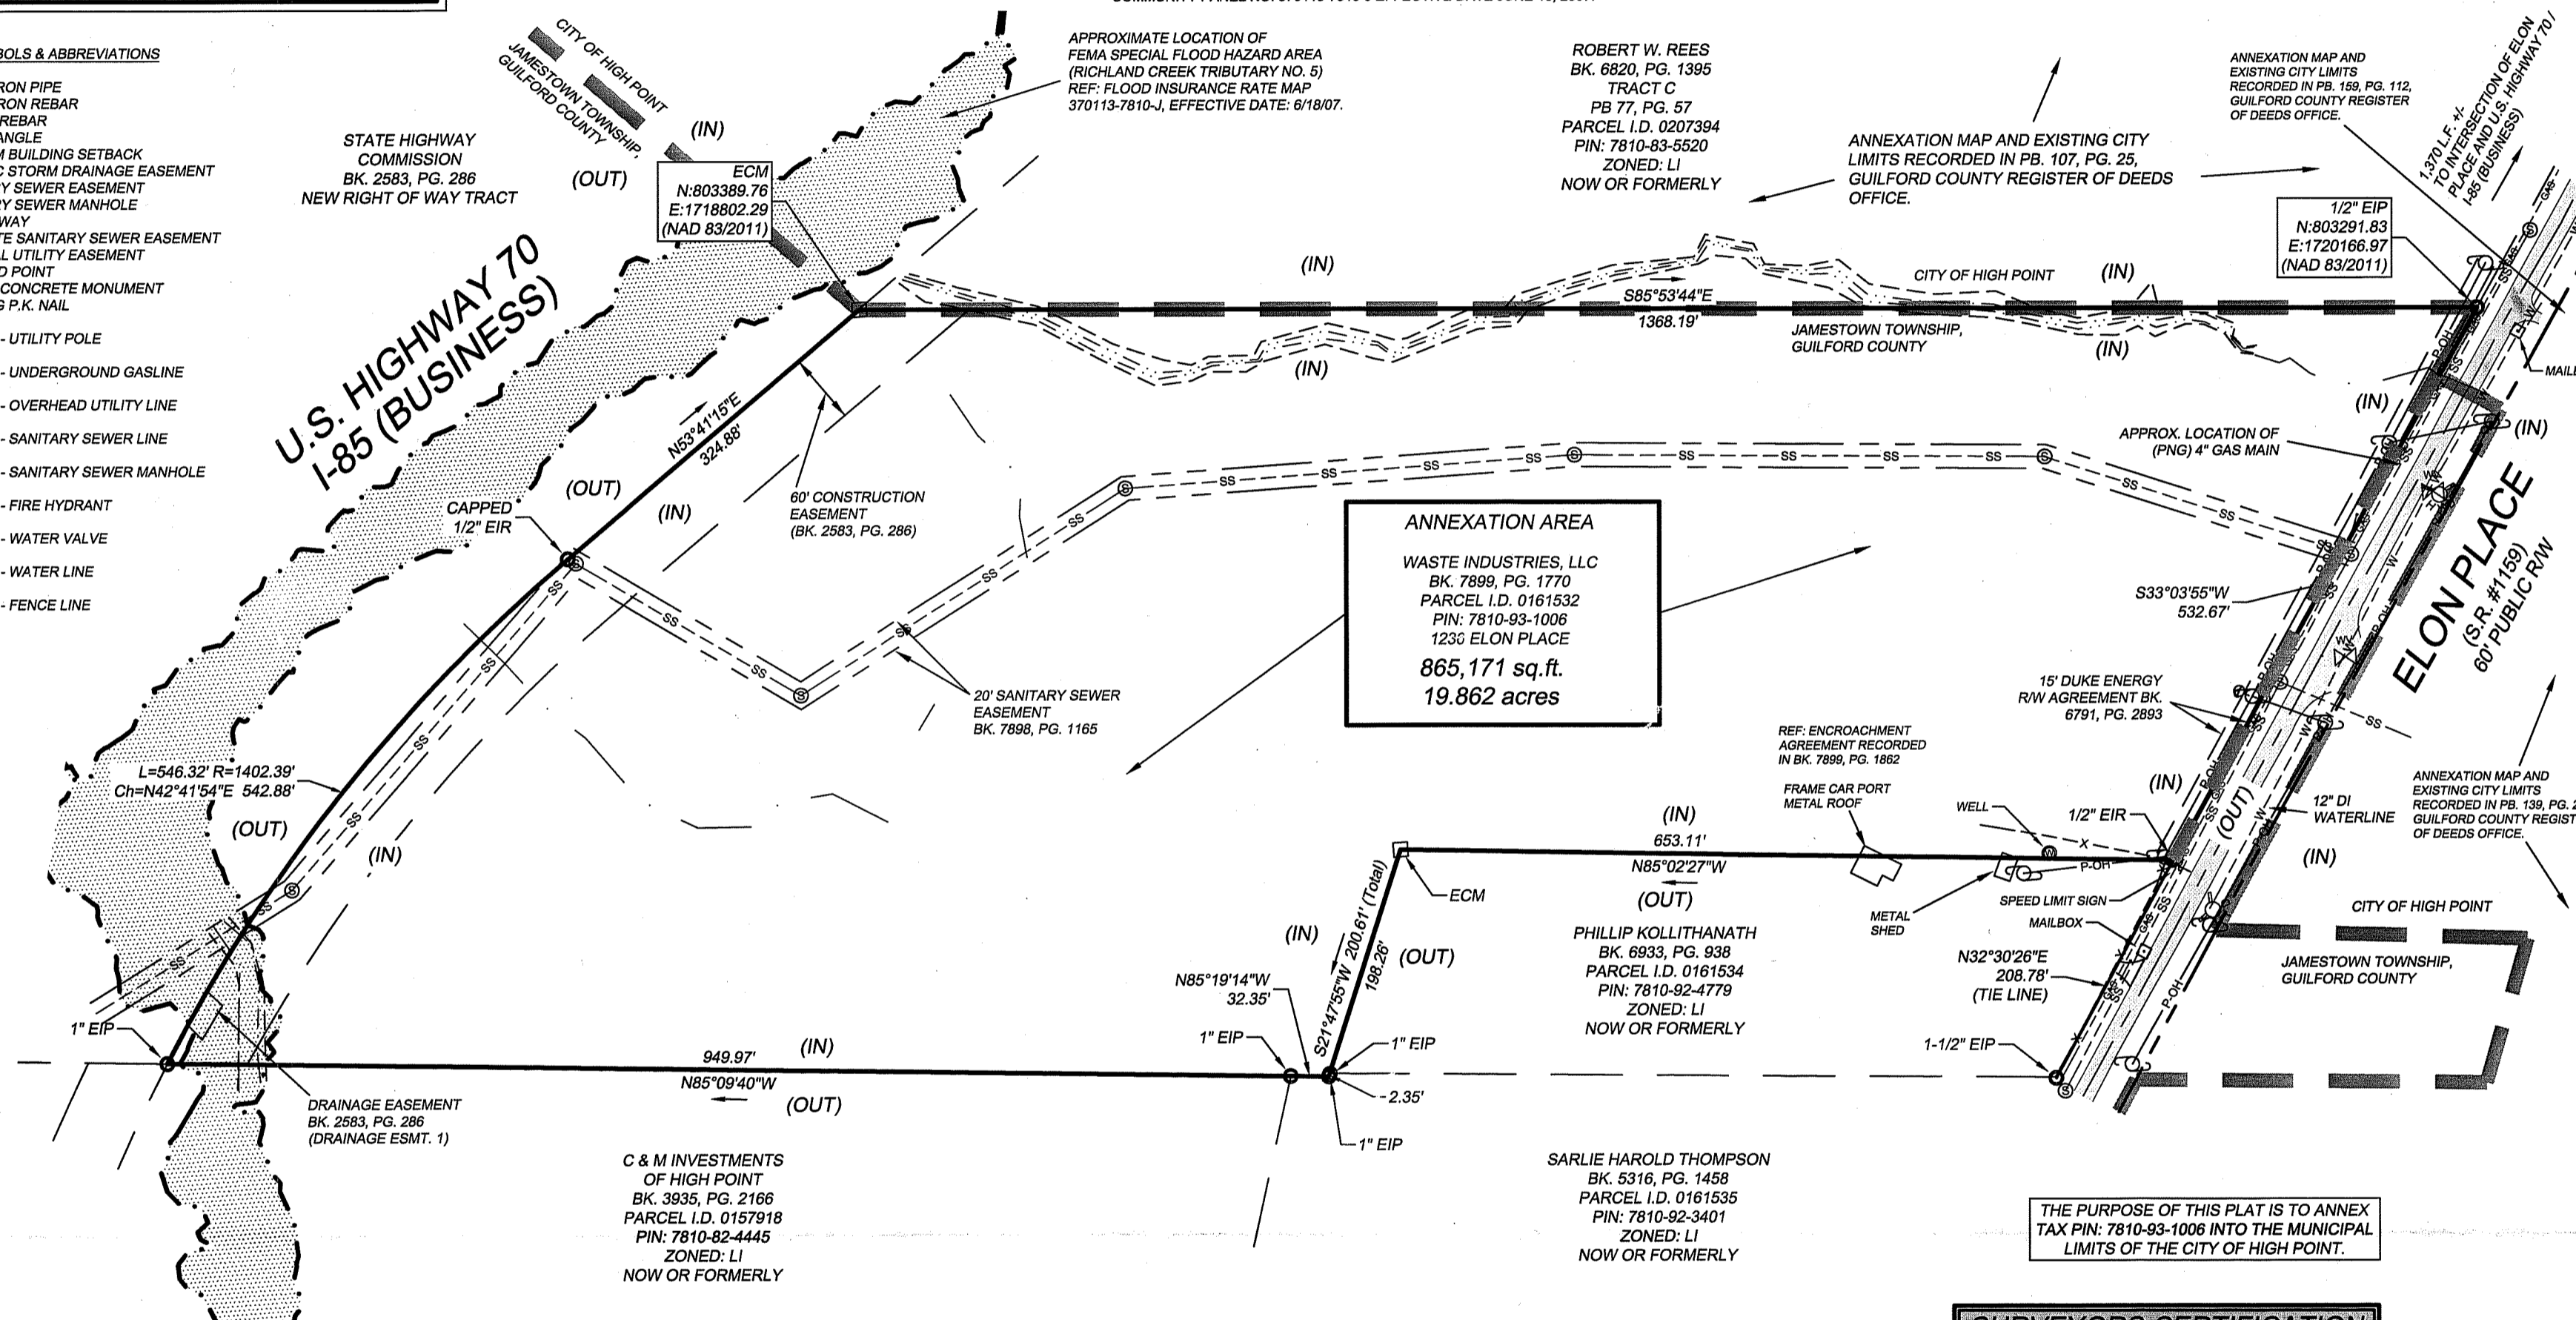 BOLS & ABBREVIATIONS
RON PIPE
RON REBAR
REBAR
ANGLE
M BUILDING SETBACK
C STORM DRAINAGE EASEMENT
RY SEWER EASEMENT
RY SEWER MANHOLE
WAY
TE SANITARY SEWER EASEMENT
L UTILITY EASEMENT
D POINT
CONCRETE MONUMENT
G P.K. NAIL
- UTILITY POLE
- UNDERGROUND GASLINE
- OVERHEAD UTILITY LINE
- SANITARY SEWER LINE
- SANITARY SEWER MANHOLE
- FIRE HYDRANT
- WATER VALVE
- WATER LINE
- FENCE LINE
CITY OF HIGH POINT
JAMESTOWN TOWNSHIP,
GUILFORD COUNTY
(IN)
(OUT)
STATE HIGHWAY
COMMISSION
BK. 2583, PG. 286
NEW RIGHT OF WAY TRACT
ECM
N:803389.76
E:1718802.29
(NAD 83/2011)
APPROXIMATE LOCATION OF
FEMA SPECIAL FLOOD HAZARD AREA
(RICHLAND CREEK TRIBUTARY NO. 5)
REF: FLOOD INSURANCE RATE MAP
370113-7810-J, EFFECTIVE DATE: 6/18/07.
ROBERT W. REES
BK. 6820, PG. 1395
TRACT C
PB 77, PG. 57
PARCEL I.D. 0207394
PIN: 7810-83-5520
ZONED: LI
NOW OR FORMERLY
ANNEXATION MAP AND EXISTING CITY
LIMITS RECORDED IN PB. 107, PG. 25,
GUILFORD COUNTY REGISTER OF DEEDS
OFFICE.
ANNEXATION MAP AND
EXISTING CITY LIMITS
RECORDED IN PB. 159, PG. 112,
GUILFORD COUNTY REGISTER
OF DEEDS OFFICE.
1,370 L.F. +/-
TO INTERSECTION OF ELON
PLACE AND U.S. HIGHWAY 70 /
I-85 (BUSINESS)
1/2" EIP
N:803291.83
E:1720166.97
(NAD 83/2011)
U.S. HIGHWAY 70
I-85 (BUSINESS)
(IN)
S85°53'44"E
1368.19'
CITY OF HIGH POINT
(IN)
JAMESTOWN TOWNSHIP,
GUILFORD COUNTY
(IN)
(IN)
MAILB
N53°41'15"E
324.88'
(OUT)
(IN)
CAPPED
1/2" EIR
60' CONSTRUCTION
EASEMENT
(BK. 2583, PG. 286)
(IN)
(IN)
APPROX. LOCATION OF
(PNG) 4" GAS MAIN
ANNEXATION AREA
WASTE INDUSTRIES, LLC
BK. 7899, PG. 1770
PARCEL I.D. 0161532
PIN: 7810-93-1006
1236 ELON PLACE
865,171 sq.ft.
19.862 acres
S33°03'55"W
532.67'
ELON PLACE
(S.R. #1159)
60' PUBLIC R/W
20' SANITARY SEWER
EASEMENT
BK. 7898, PG. 1165
15' DUKE ENERGY
R/W AGREEMENT BK.
6791, PG. 2893
REF: ENCROACHMENT
AGREEMENT RECORDED
IN BK. 7899, PG. 1862
FRAME CAR PORT
METAL ROOF
WELL
1/2" EIR
(IN)
(OUT)
12" DI
WATERLINE
(IN)
ANNEXATION MAP AND
EXISTING CITY LIMITS
RECORDED IN PB. 139, PG. 2
GUILFORD COUNTY REGIST
OF DEEDS OFFICE.
L=546.32' R=1402.39'
Ch=N42°41'54"E 542.88'
(OUT)
(IN)
(IN)
653.11'
N85°02'27"W
(OUT)
ECM
METAL
SHED
P-OH
SPEED LIMIT SIGN
MAILBOX
N32°30'26"E
208.78'
(TIE LINE)
CITY OF HIGH POINT
JAMESTOWN TOWNSHIP,
GUILFORD COUNTY
(IN)
(OUT)
S21°47'55"W 200.61' (Total)
198.26'
PHILLIP KOLLITHANATH
BK. 6933, PG. 938
PARCEL I.D. 0161534
PIN: 7810-92-4779
ZONED: LI
NOW OR FORMERLY
N85°19'14"W
32.35'
1" EIP
1" EIP
1" EIP
1-1/2" EIP
949.97'
(IN)
N85°09'40"W
(OUT)
2.35'
1" EIP
DRAINAGE EASEMENT
BK. 2583, PG. 286
(DRAINAGE ESMT. 1)
C & M INVESTMENTS
OF HIGH POINT
BK. 3935, PG. 2166
PARCEL I.D. 0157918
PIN: 7810-82-4445
ZONED: LI
NOW OR FORMERLY
SARLIE HAROLD THOMPSON
BK. 5316, PG. 1458
PARCEL I.D. 0161535
PIN: 7810-92-3401
ZONED: LI
NOW OR FORMERLY
THE PURPOSE OF THIS PLAT IS TO ANNEX
TAX PIN: 7810-93-1006 INTO THE MUNICIPAL
LIMITS OF THE CITY OF HIGH POINT.
SURVEYORS CERTIFICATION